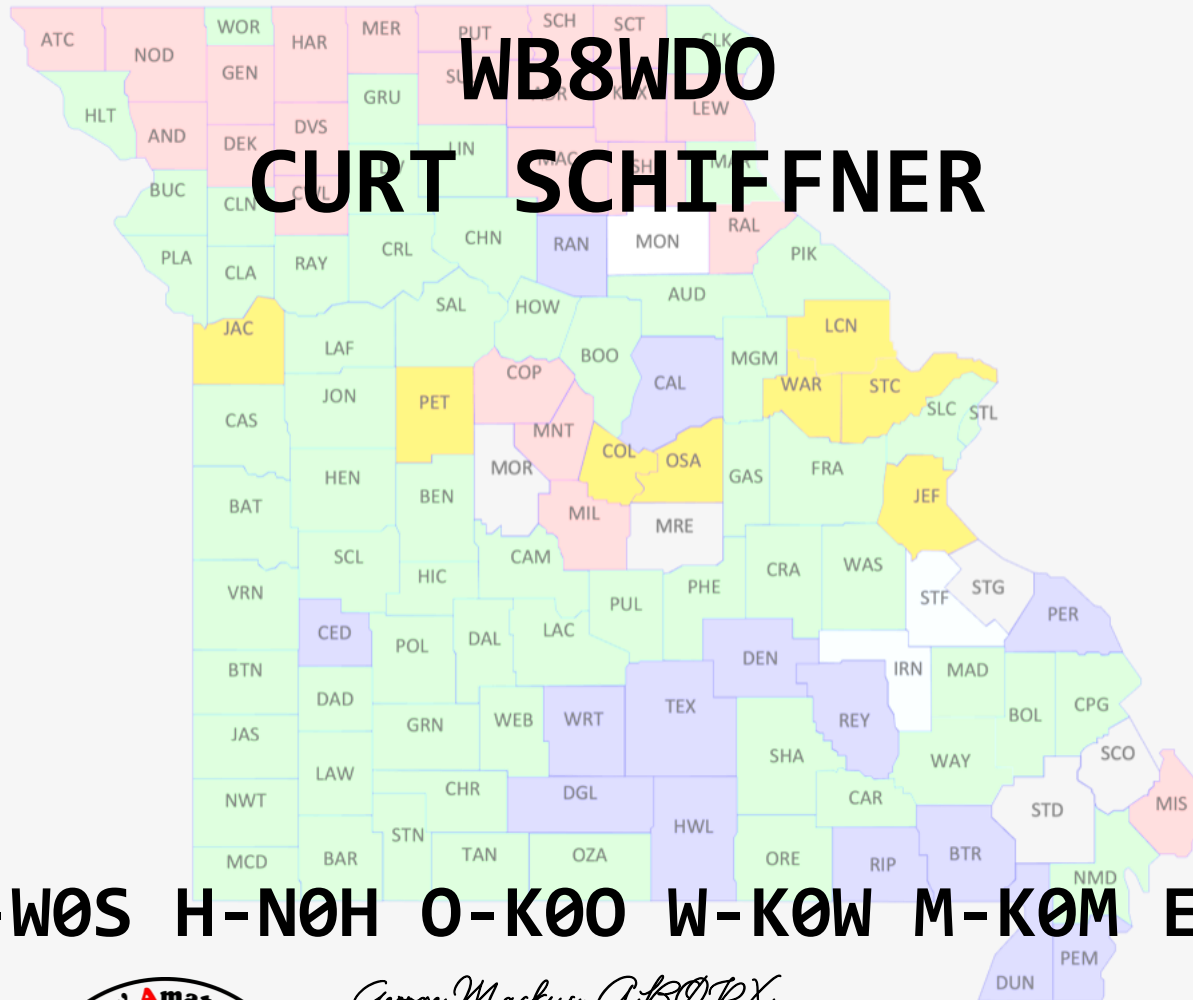 WB8WDO
CURT SCHIFFNER
ATC NOD WOR HAR MER PUT SCH SCT CLK
GEN
HLT AND DEK DVS GRU LIN LEW
BUC CLN MAC
PLA CLA RAY CRL CHN RAN MON RAL PIK
JAC LAF SAL HOW AUD LCN
CAS JON PET COP BOO CAL MGM WAR STC SLC STL
BAT HEN BEN MOR MNT COL OSA GAS FRA JEF
MIL MRE
VRN SCL HIC CAM PUL PHE CRA WAS STF STG PER
CED POL DAL LAC DEN IRN MAD
BTN DAD GRN WEB WRT TEX REY BOL CPG
JAS LAW CHR DGL SHA WAY SCO
NWT STN HWL CAR STD MIS
MCD BAR TAN OZA ORE RIP BTR NMD
-W0S H-N0H O-K0O W-K0W M-K0M E
DUN PEM